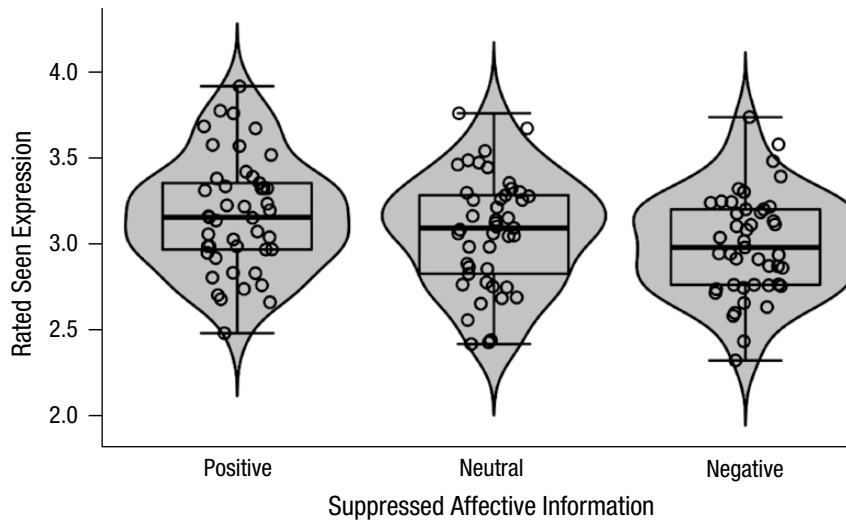 4.0
3.5
3.0
2.5
2.0
Rated Seen Expression
Positive
Neutral
Negative
Suppressed Affective Information